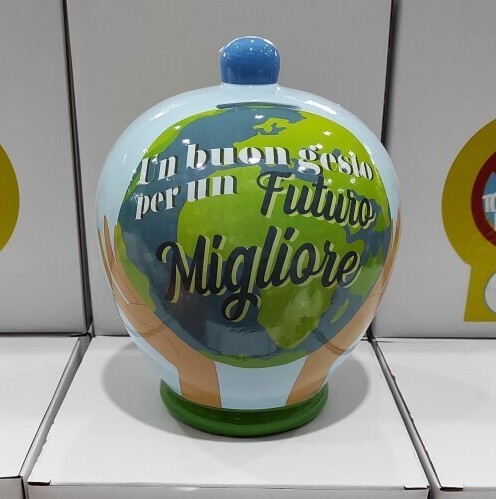 Un buon gesto
per un Futuro
Migliore